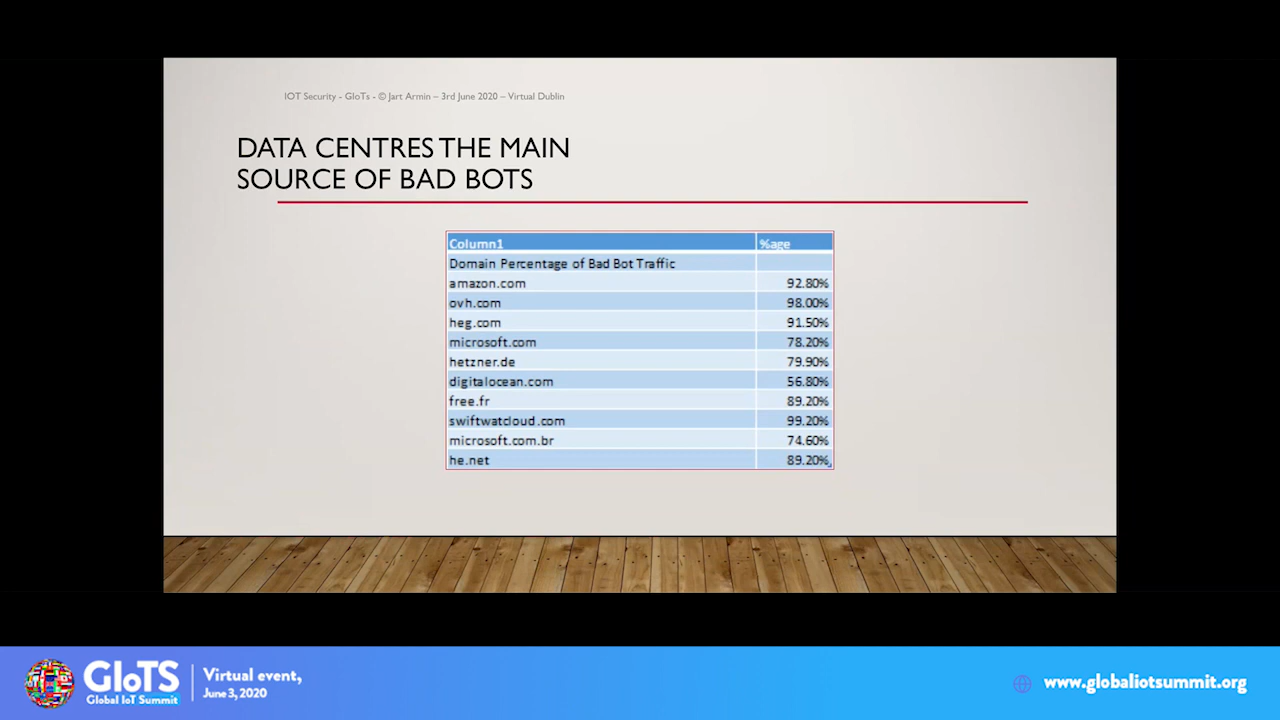 IOT Security - GIoTs - © Jart Armin – 3rd June 2020 – Virtual Dublin
DATA CENTRES THE MAIN
SOURCE OF BAD BOTS
Column1 %age
Domain Percentage of Bad Bot Traffic
amazon.com 92.80%
ovh.com 98.00%
heg.com 91.50%
microsoft.com 78.20%
hetzner.de 79.90%
digitalocean.com 56.80%
free.fr 89.20%
swiftwatcloud.com 99.20%
microsoft.com.br 74.60%
he.net 89.20%
GIoTS
Global IoT Summit
Virtual event,
June 3, 2020
www.globaliotsummit.org